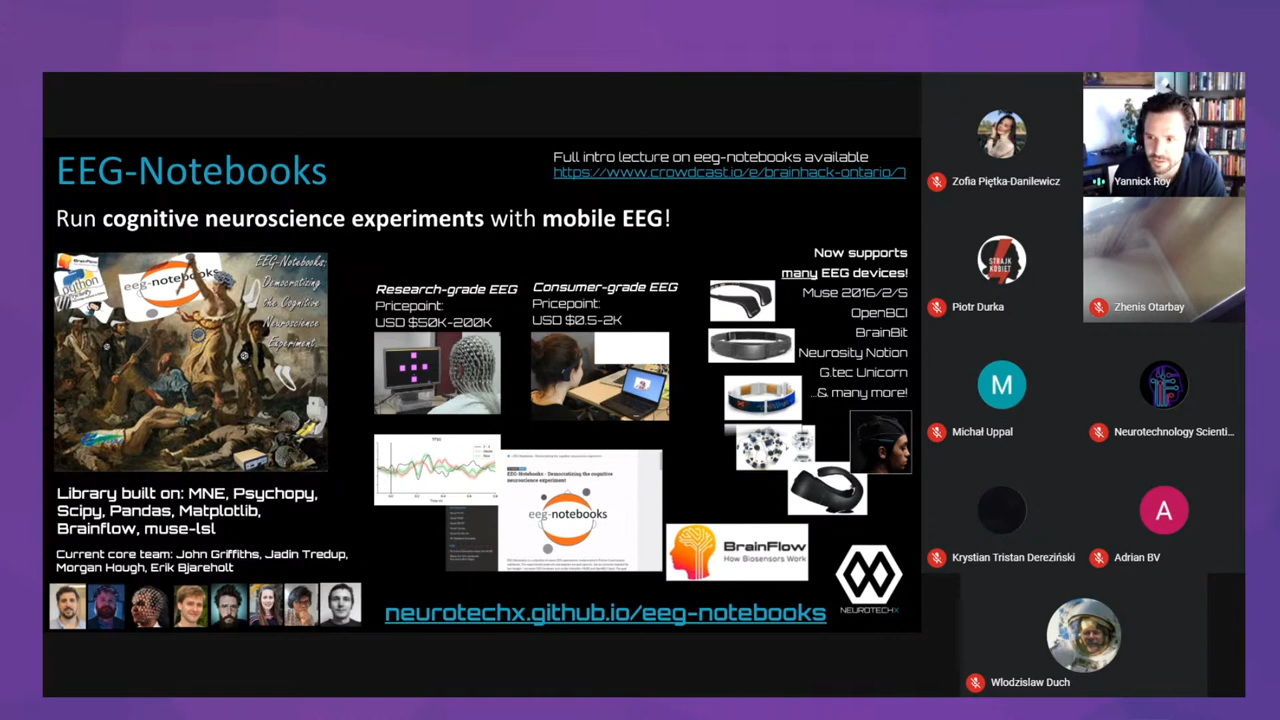 EEG-Notebooks
Full intro lecture on eeg-notebooks available
https://www.crowdcast.io/e/brainhack-ontario/7
Run cognitive neuroscience experiments with mobile EEG!
BrainFlow
python
eeg-notebooks
EEG-Notebooks:
Democratizing
the Cognitive
Neuroscience
Experiment.
Research-grade EEG
Pricepoint:
USD $50K-200K
Consumer-grade EEG
Pricepoint:
USD $0.5-2K
Now supports
many EEG devices!
Muse 2016/2/S
OpenBCI
BrainBit
Neurosity Notion
G.tec Unicorn
...& many more!
EEG-Notebooks - Democratizing the cognitive
neuroscience experiment
eeg-notebooks
Library built on: MNE, Psychopy,
Scipy, Pandas, Matplotlib,
Brainflow, muse-lsl
Current core team: John Griffiths, Jadin Tredup,
Morgan Hough, Erik Bjareholt
BrainFlow
How Biosensors Work
NEUROTECHX
neurotechx.github.io/eeg-notebooks
Zofia Piętka-Danilewicz
Yannick Roy
Piotr Durka
STRAJK
KOBIET
Zhenis Otarbay
M
Michał Uppal
Neurotechnology Scienti...
Krystian Tristan Derczriński
A
Adrian BV
Wlodzislaw Duch